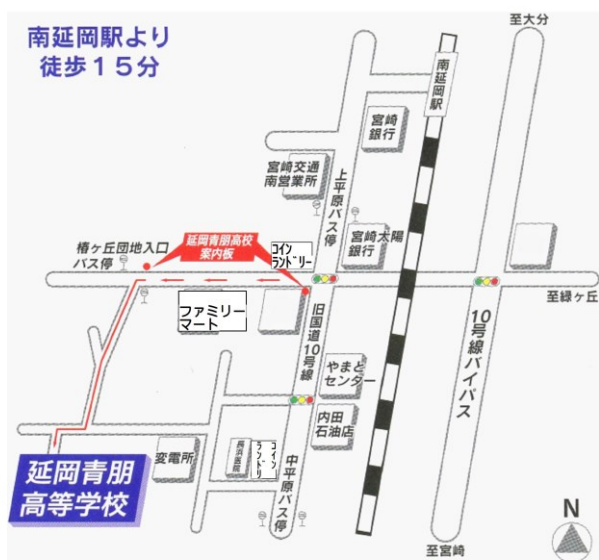 南延岡駅より
徒歩15分
至大分
南延岡駅
宮崎
銀行
宮崎交通
南営業所
上平原バス停
宮崎太陽
銀行
延岡青朋高校
案内板
コイン
ランドリー
椿ヶ丘団地入口
バス停
至緑ヶ丘
ファミリー
マート
旧国道10号線
10号線バイパス
やまと
センター
内田
石油店
変電所
長浜医院
コイン
ランドリー
中平原バス停
延岡青朋
高等学校
至宮崎
N